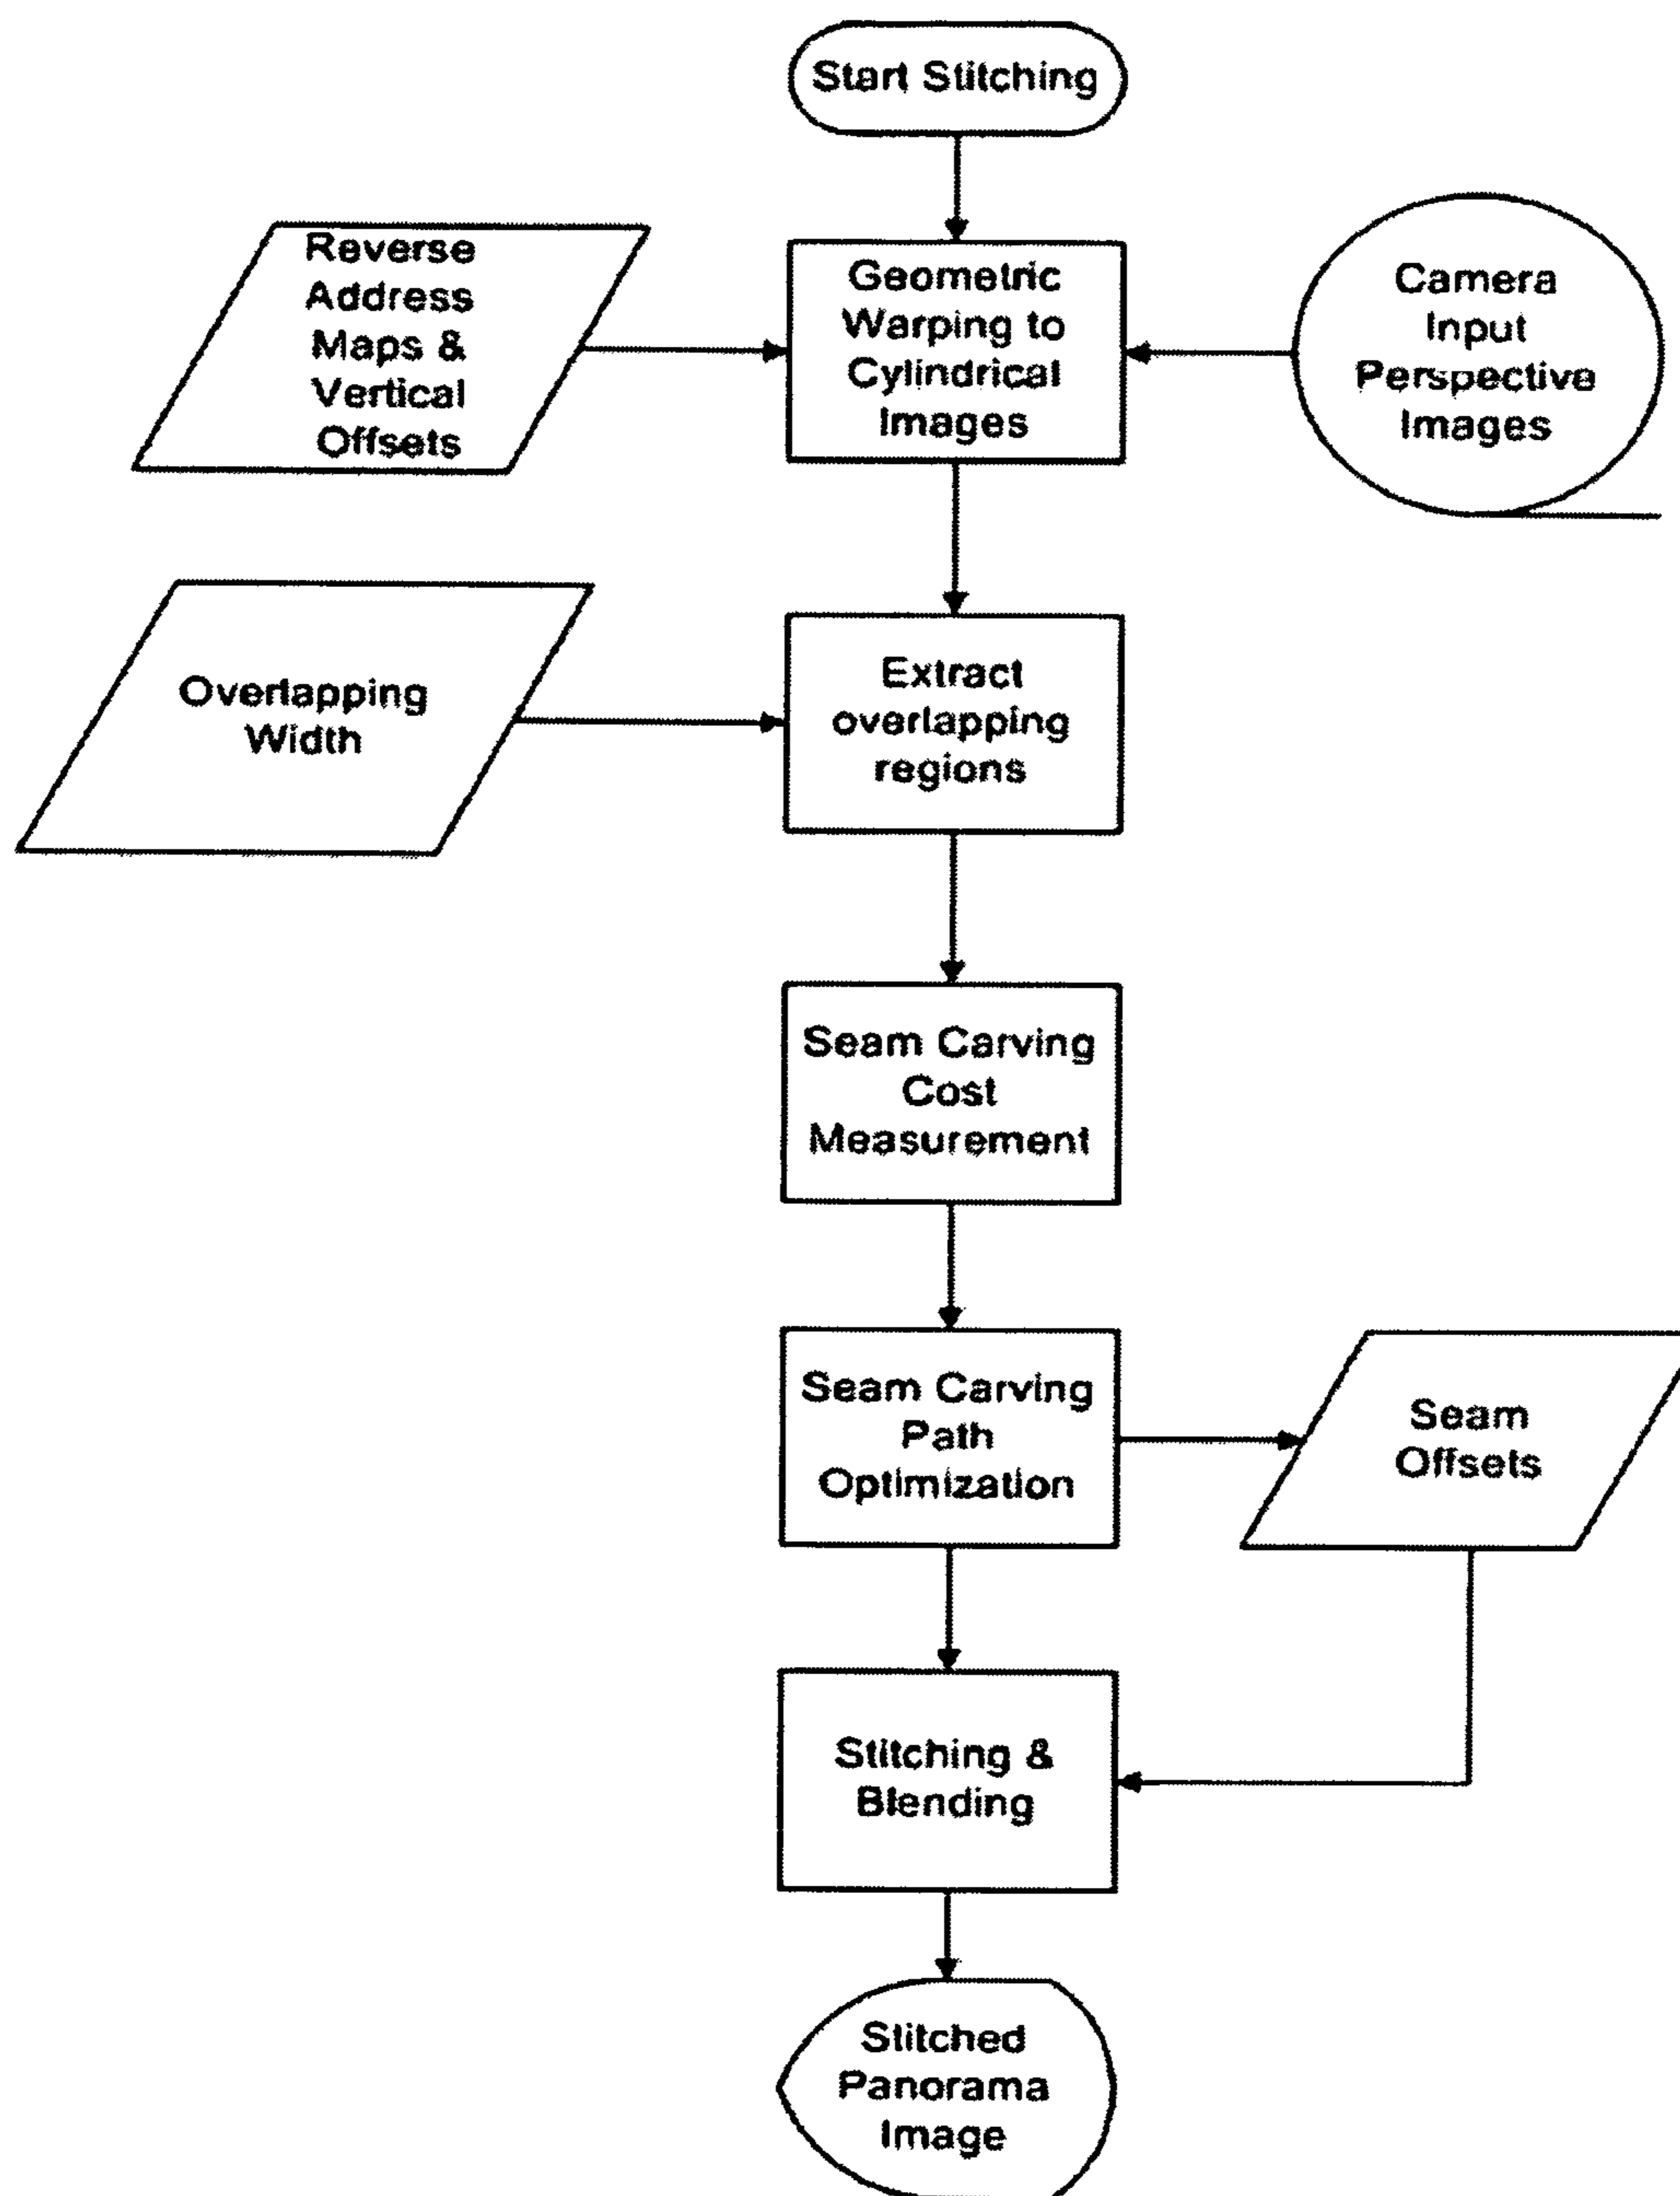 Start Stitching
Reverse
Address
Maps &
Vertical
Offsets
Geometric
Warping to
Cylindrical
Images
Camera
Input
Perspective
Images
Overlapping
Width
Extract
overlapping
regions
Seam Carving
Cost
Measurement
Seam Carving
Path
Optimization
Seam
Offsets
Stitching &
Blending
Stitched
Panorama
Image